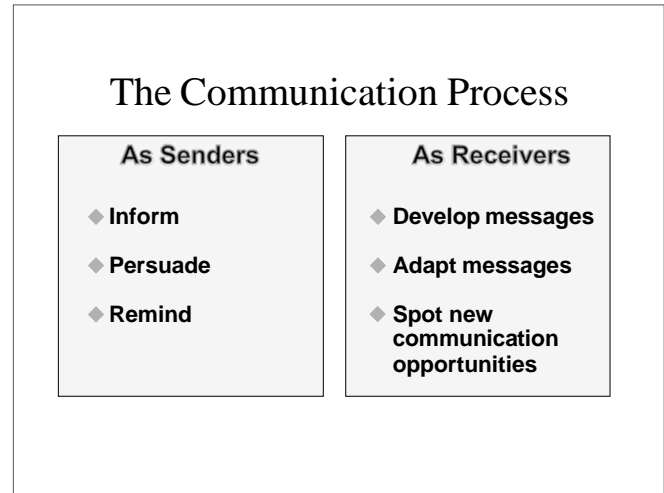 The Communication Process
As Senders
Inform
Persuade
Remind
As Receivers
Develop messages
Adapt messages
Spot new
communication
opportunities